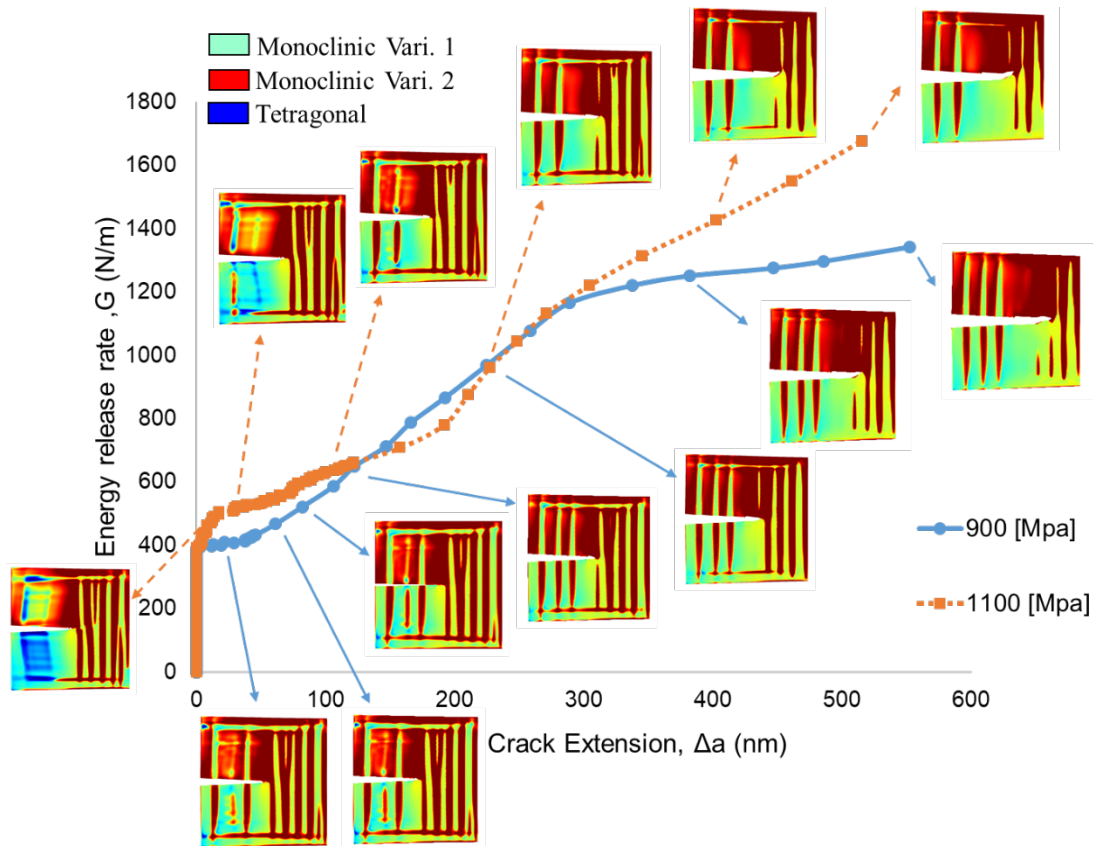 Monoclinic Vari. 1
Monoclinic Vari. 2
Tetragonal
Energy release rate ,G (N/m)
1800
1600
1400
1200
1000
800
600
400
200
0
0 100 200 300 400 500 600
Crack Extension, Δa (nm)
900 [Mpa]
1100 [Mpa]